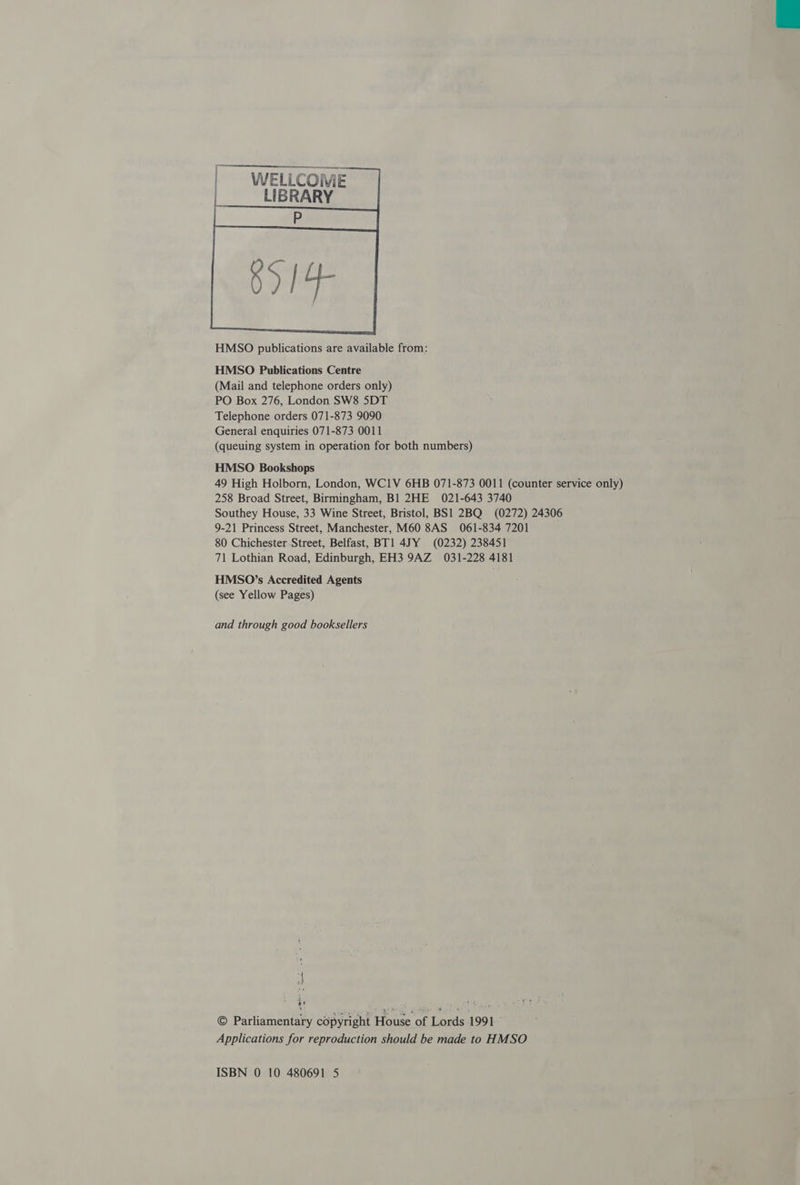 WELLCOME
LIBRARY
P
8514
HMSO publications are available from:
HMSO Publications Centre
(Mail and telephone orders only)
PO Box 276, London SW8 5DT
Telephone orders 071-873 9090
General enquiries 071-873 0011
(queuing system in operation for both numbers)
HMSO Bookshops
49 High Holborn, London, WC1V 6HB 071-873 0011 (counter service only)
258 Broad Street, Birmingham, B1 2HE 021-643 3740
Southey House, 33 Wine Street, Bristol, BS1 2BQ (0272) 24306
9-21 Princess Street, Manchester, M60 8AS 061-834 7201
80 Chichester Street, Belfast, BT1 4JY (0232) 238451
71 Lothian Road, Edinburgh, EH3 9AZ 031-228 4181
HMSO's Accredited Agents
(see Yellow Pages)
and through good booksellers
© Parliamentary copyright House of Lords 1991
Applications for reproduction should be made to HMSO
ISBN 0 10 480691 5